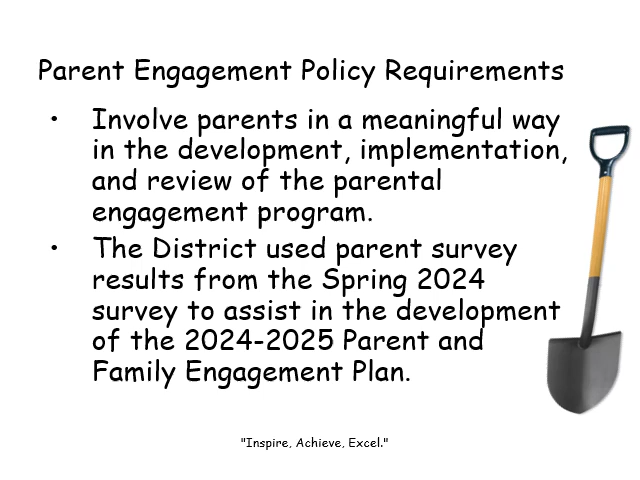 Parent Engagement Policy Requirements
• Involve parents in a meaningful way
in the development, implementation,
and review of the parental
engagement program.
• The District used parent survey
results from the Spring 2024
survey to assist in the development
of the 2024-2025 Parent and
Family Engagement Plan.
"Inspire, Achieve, Excel."